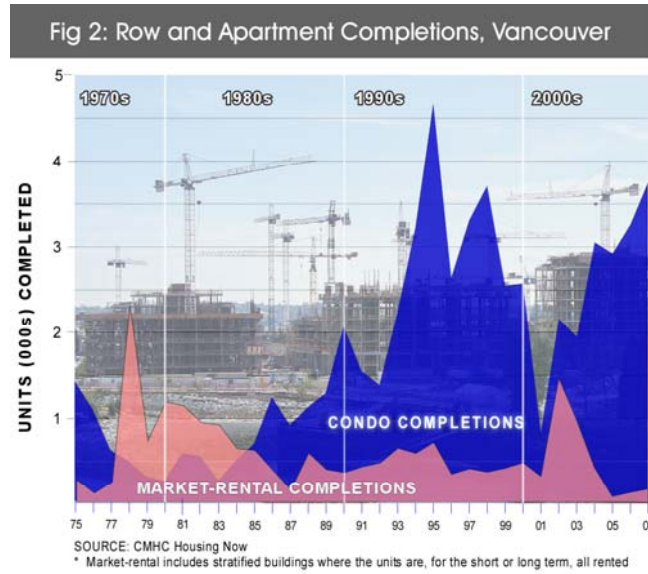 Fig 2: Row and Apartment Completions, Vancouver
5
1970s
1980s
1990s
2000s
4
3
2
1
UNITS (000s) COMPLETED
CONDO COMPLETIONS
MARKET-RENTAL COMPLETIONS
75 77 79 81 83 85 87 89 91 93 95 97 99 01 03 05
SOURCE: CMHC Housing Now
* Market-rental includes stratified buildings where the units are, for the short or long term, all rented